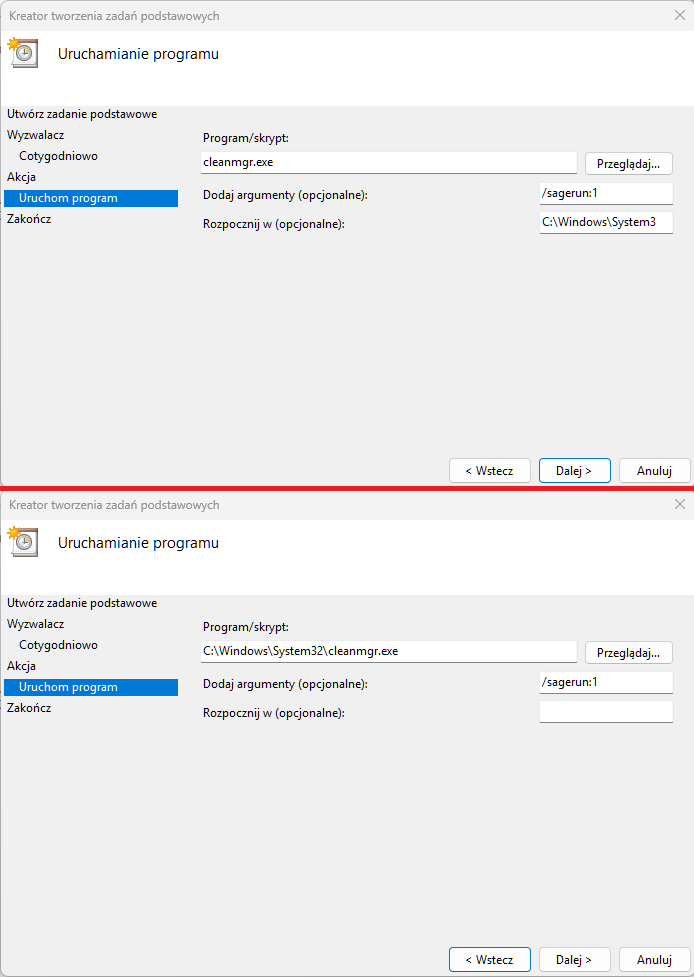 Kreator tworzenia zadań podstawowych
Uruchamianie programu
Utwórz zadanie podstawowe
Wyzwalacz
Cotygodniowo
Akcja
Uruchom program
Zakończ
Program/skrypt:
cleanmgr.exe
Przeglądaj...
Dodaj argumenty (opcjonalne):
/sagerun:1
Rozpocznij w (opcjonalne):
C:\Windows\System3
< Wstecz
Dalej >
Anuluj
Kreator tworzenia zadań podstawowych
Uruchamianie programu
Utwórz zadanie podstawowe
Wyzwalacz
Cotygodniowo
Akcja
Uruchom program
Zakończ
Program/skrypt:
C:\Windows\System32\cleanmgr.exe
Przeglądaj...
Dodaj argumenty (opcjonalne):
/sagerun:1
Rozpocznij w (opcjonalne):
< Wstecz
Dalej >
Anuluj